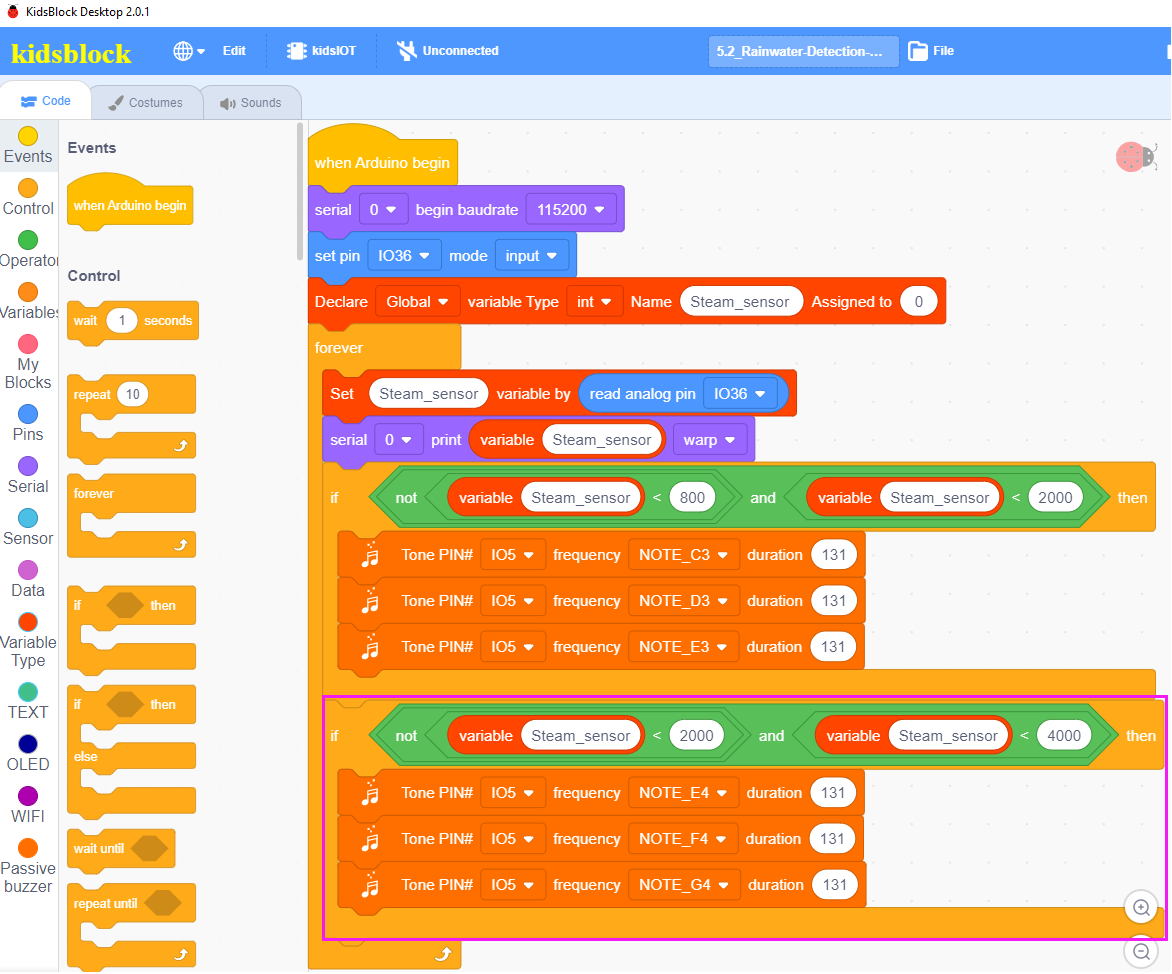 KidsBlock Desktop 2.0.1
kidsblock Edit kidsIOT Unconnected 5.2_Rainwater-Detection-... File
Code Costumes Sounds
Events
Control
Operator
Variables
My
Blocks
Pins
Serial
Sensor
Data
Variable
Type
TEXT
OLED
WIFI
Passive
buzzer
Events
when Arduino begin
Control
wait 1 seconds
repeat 10
forever
if then
if then
else
wait until
repeat until
when Arduino begin
serial 0 begin baudrate 115200
set pin IO36 mode input
Declare Global variable Type int Name Steam_sensor Assigned to 0
forever
Set Steam_sensor variable by read analog pin IO36
serial 0 print variable Steam_sensor warp
if not variable Steam_sensor < 800 and variable Steam_sensor < 2000 then
Tone PIN# IO5 frequency NOTE_C3 duration 131
Tone PIN# IO5 frequency NOTE_D3 duration 131
Tone PIN# IO5 frequency NOTE_E3 duration 131
if not variable Steam_sensor < 2000 and variable Steam_sensor < 4000 then
Tone PIN# IO5 frequency NOTE_E4 duration 131
Tone PIN# IO5 frequency NOTE_F4 duration 131
Tone PIN# IO5 frequency NOTE_G4 duration 131